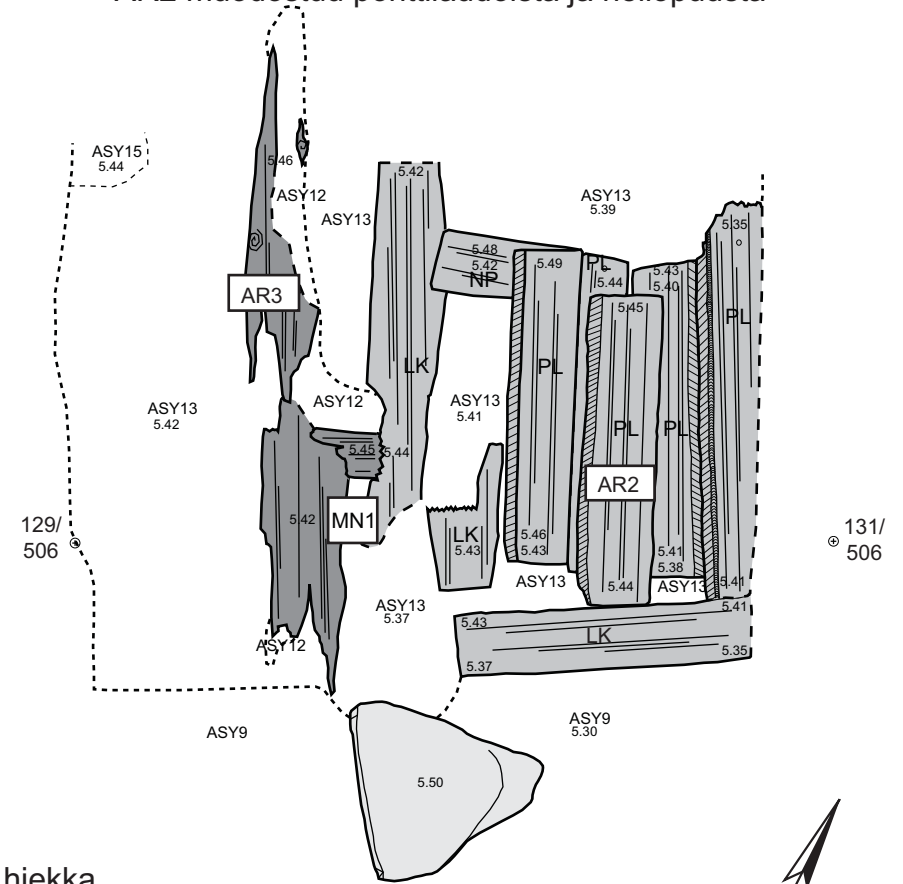 AR2 muodostuu ponttilaudoista ja neliöpuusta
ASY15
5.44
5.46
ASY12
ASY13
5.42
ASY13
5.39
5.35
5.48
5.42
NP
5.49
PL
5.44
5.43
5.40
AR3
5.45
PL
LK
PL
ASY12
ASY13
5.41
ASY13
5.42
PL
PL
5.45
5.44
AR2
5.42
MN1
129/
506
131/
506
LK
5.43
5.46
5.43
5.41
5.38
ASY13
5.44
ASY13
5.41
ASY13
5.37
5.43
5.41
LK
ASY12
5.37
5.35
ASY9
ASY9
5.30
5.50
hiekka